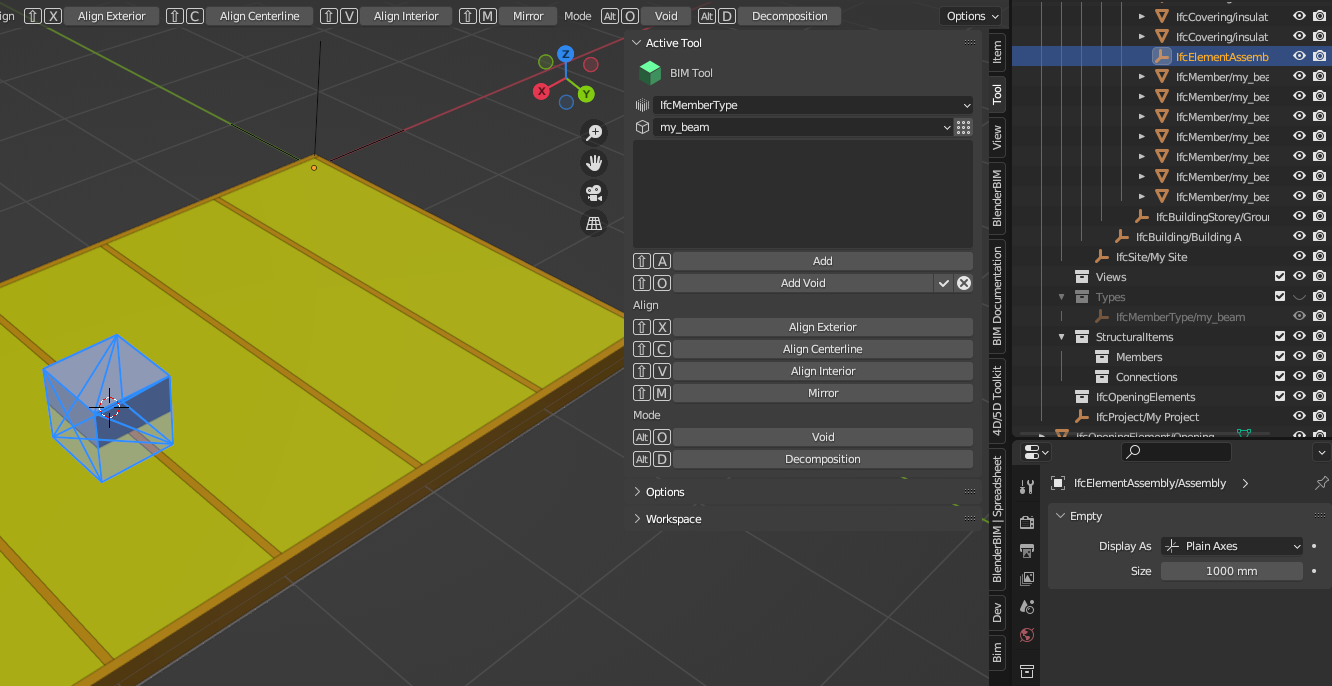 ign ⇧ X Align Exterior ⇧ C Align Centerline ⇧ V Align Interior ⇧ M Mirror Mode Alt O Void Alt D Decomposition Options
Z
X
Y
Active Tool
BIM Tool
IfcMemberType
my_beam
⇧ A Add
⇧ O Add Void
Align
⇧ X Align Exterior
⇧ C Align Centerline
⇧ V Align Interior
⇧ M Mirror
Mode
Alt O Void
Alt D Decomposition
Options
Workspace
Item
Tool
View
BlenderBIM
BIM Documentation
4D/5D Toolkit
BlenderBIM | Spreadsheet
Dev
Bim
IfcCovering/insulat
IfcCovering/insulat
IfcElementAssemb
IfcMember/my_bea
IfcMember/my_bea
IfcMember/my_bea
IfcMember/my_bea
IfcMember/my_bea
IfcMember/my_bea
IfcMember/my_bea
IfcBuildingStorey/Grour
IfcBuilding/Building A
IfcSite/My Site
Views
Types
IfcMemberType/my_beam
StructuralItems
Members
Connections
IfcOpeningElements
IfcProject/My Project
IfcOpeningElement/Opening
IfcElementAssembly/Assembly
Empty
Display As Plain Axes
Size 1000 mm